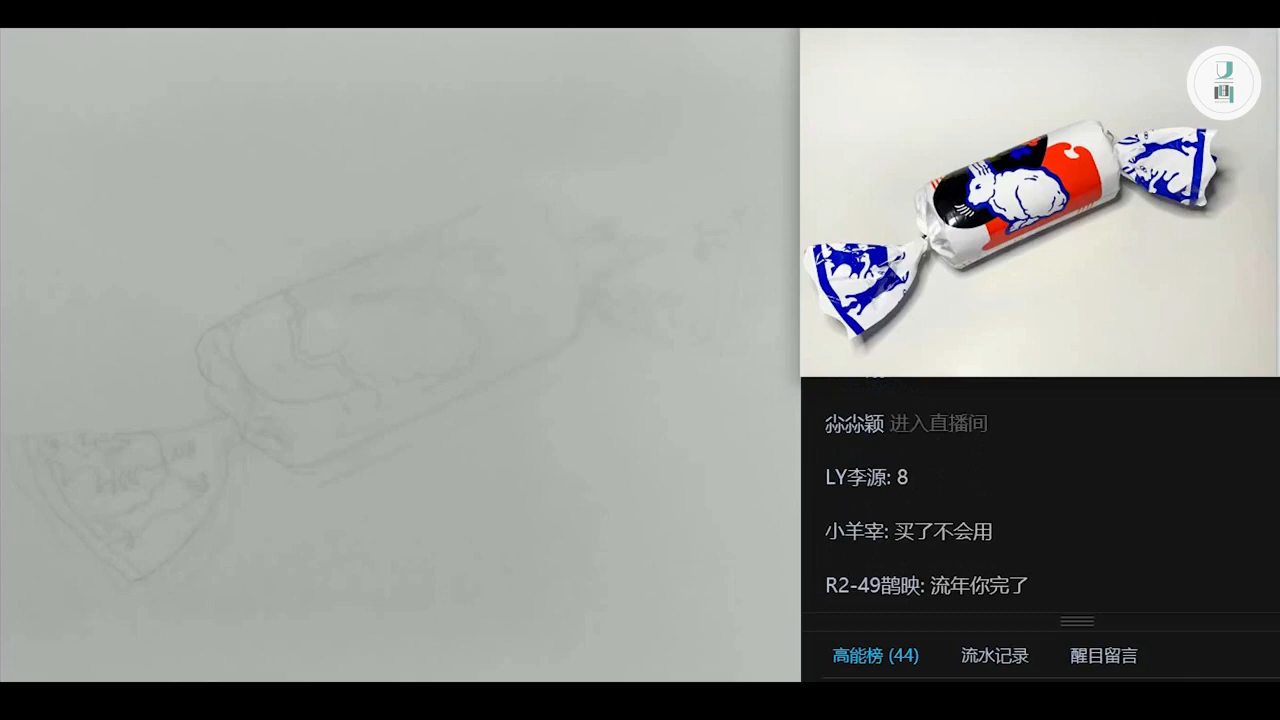 尛尛颖 进入直播间
LY李源: 8
小羊宰: 买了不会用
R2-49鹊映: 流年你完了
高能榜 (44) 流水记录 醒目留言